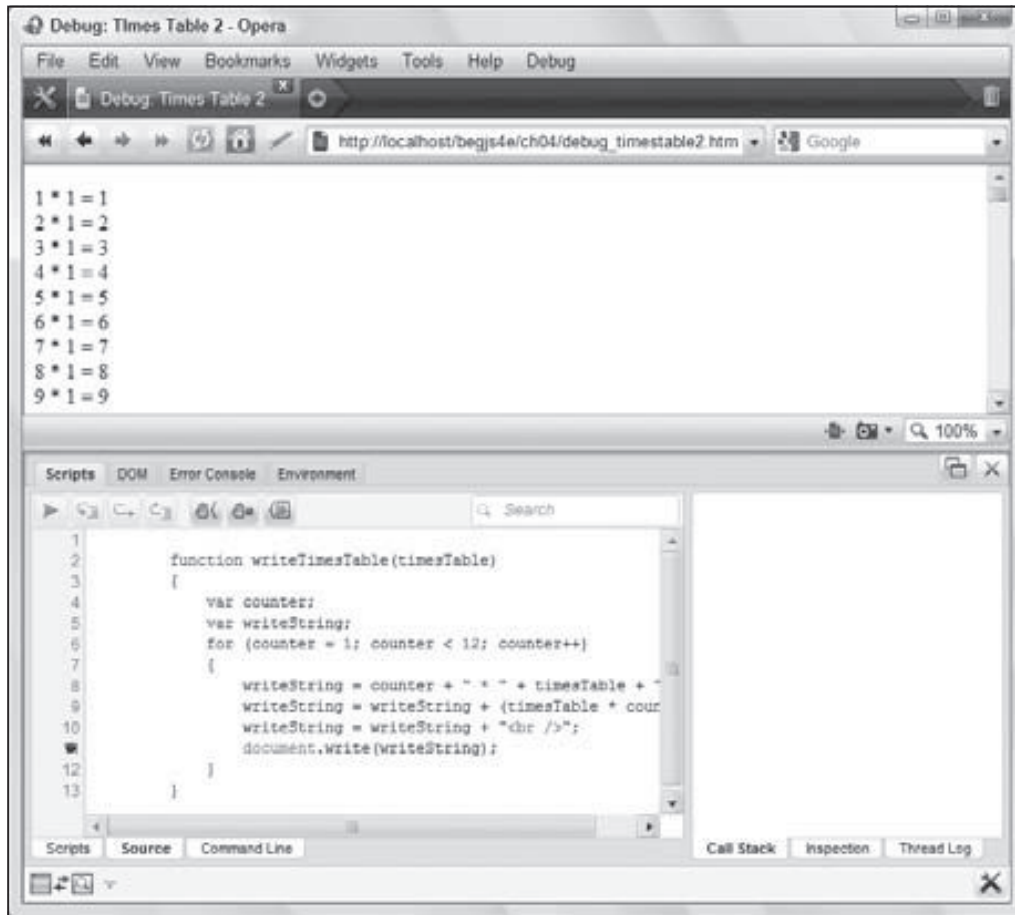 Debug: TImes Table 2 - Opera
File Edit View Bookmarks Widgets Tools Help Debug
Debug: Times Table 2
http://localhost/begjs4e/ch04/debug_timestable2.htm Google
1 * 1 = 1
2 * 1 = 2
3 * 1 = 3
4 * 1 = 4
5 * 1 = 5
6 * 1 = 6
7 * 1 = 7
8 * 1 = 8
9 * 1 = 9
100%
Scripts DOM Error Console Environment
Search
1
2 function writeTimesTable(timesTable)
3 {
4 var counter;
5 var writeString;
6 for (counter = 1; counter < 12; counter++)
7 {
8 writeString = counter + " * " + timesTable + "
9 writeString = writeString + (timesTable * coun
10 writeString = writeString + "<br />";
document.write(writeString);
12 }
13 }
Scripts Source Command Line Call Stack Inspection Thread Log